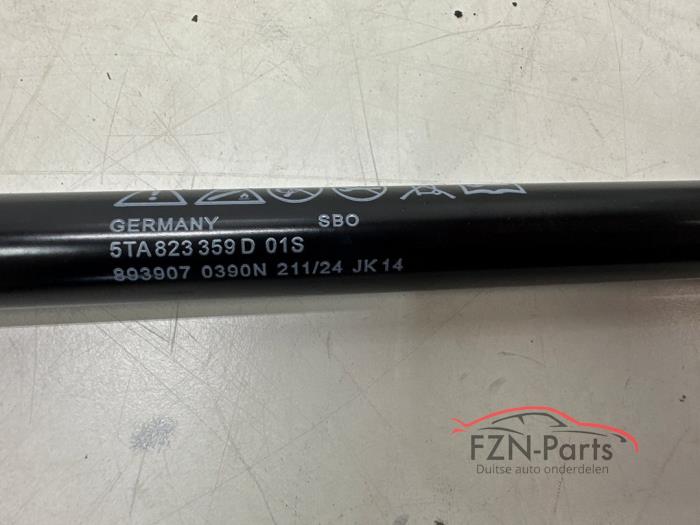 GERMANY SBO
5TA 823 359 D 01S
893907 0390N 211/24 JK14
FZN-Parts
Duitse auto onderdelen